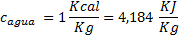 c_agua = 1 Kcal/Kg = 4,184 KJ/Kg